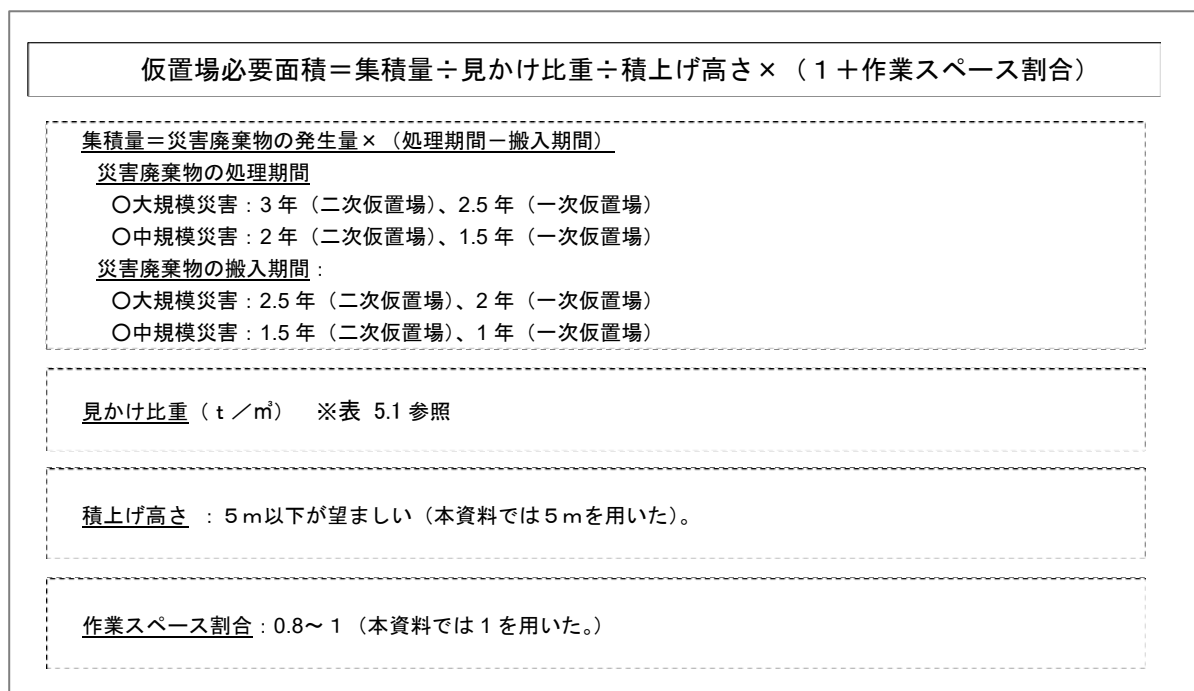 仮置場必要面積＝集積量÷見かけ比重÷積上げ高さ×（１＋作業スペース割合）
集積量＝災害廃棄物の発生量×（処理期間－搬入期間）
災害廃棄物の処理期間
〇大規模災害：3 年（二次仮置場）、2.5 年（一次仮置場）
〇中規模災害：2 年（二次仮置場）、1.5 年（一次仮置場）
災害廃棄物の搬入期間：
〇大規模災害：2.5 年（二次仮置場）、2 年（一次仮置場）
〇中規模災害：1.5 年（二次仮置場）、1 年（一次仮置場）
見かけ比重（ｔ／㎥）　※表 5.1 参照
積上げ高さ ：５ｍ以下が望ましい（本資料では５ｍを用いた）。
作業スペース割合：0.8～１（本資料では１を用いた。）